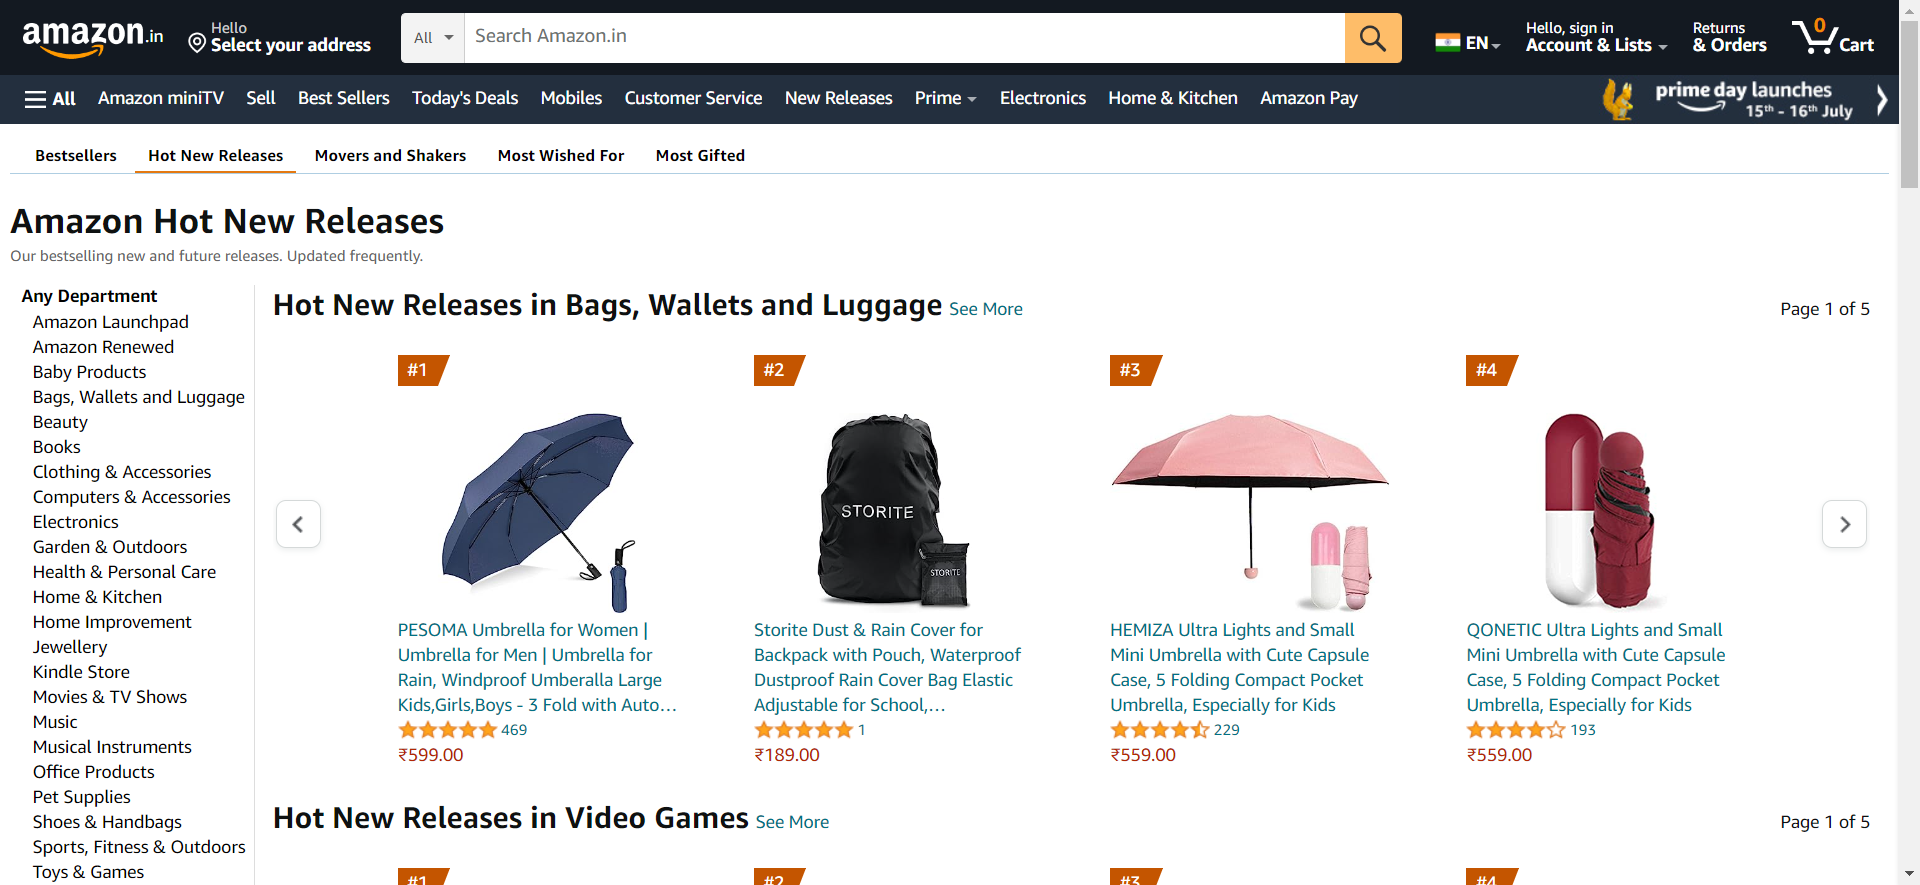 amazon.in
Hello
Select your address
All
Search Amazon.in
EN
Hello, sign in
Account & Lists
Returns
& Orders
0
Cart
All
Amazon miniTV
Sell
Best Sellers
Today's Deals
Mobiles
Customer Service
New Releases
Prime
Electronics
Home & Kitchen
Amazon Pay
prime day launches
15th - 16th July
Bestsellers
Hot New Releases
Movers and Shakers
Most Wished For
Most Gifted
Amazon Hot New Releases
Our bestselling new and future releases. Updated frequently.
Any Department
Amazon Launchpad
Amazon Renewed
Baby Products
Bags, Wallets and Luggage
Beauty
Books
Clothing & Accessories
Computers & Accessories
Electronics
Garden & Outdoors
Health & Personal Care
Home & Kitchen
Home Improvement
Jewellery
Kindle Store
Movies & TV Shows
Music
Musical Instruments
Office Products
Pet Supplies
Shoes & Handbags
Sports, Fitness & Outdoors
Toys & Games
Hot New Releases in Bags, Wallets and Luggage See More
Page 1 of 5
#1
PESOMA Umbrella for Women |
Umbrella for Men | Umbrella for
Rain, Windproof Umberalla Large
Kids,Girls,Boys - 3 Fold with Auto…
469
₹599.00
#2
STORITE
STORITE
Storite Dust & Rain Cover for
Backpack with Pouch, Waterproof
Dustproof Rain Cover Bag Elastic
Adjustable for School,…
1
₹189.00
#3
HEMIZA Ultra Lights and Small
Mini Umbrella with Cute Capsule
Case, 5 Folding Compact Pocket
Umbrella, Especially for Kids
229
₹559.00
#4
QONETIC Ultra Lights and Small
Mini Umbrella with Cute Capsule
Case, 5 Folding Compact Pocket
Umbrella, Especially for Kids
193
₹559.00
Hot New Releases in Video Games See More
Page 1 of 5
#1
#2
#3
#4